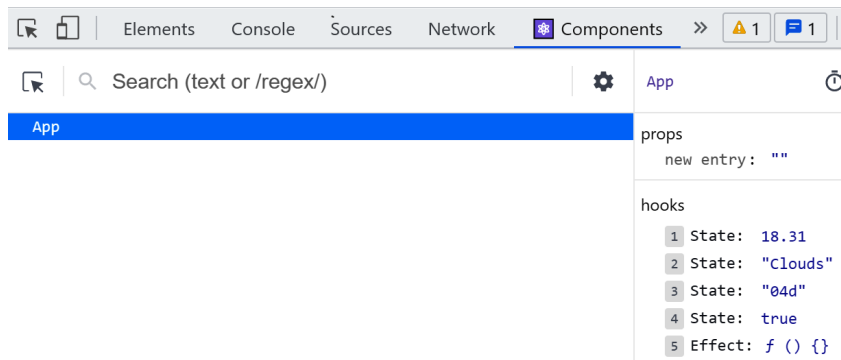 Elements Console Sources Network Components » 1 1
Search (text or /regex/)
App
App
props
new entry: ""
hooks
1 State: 18.31
2 State: "Clouds"
3 State: "04d"
4 State: true
5 Effect: ƒ () {}